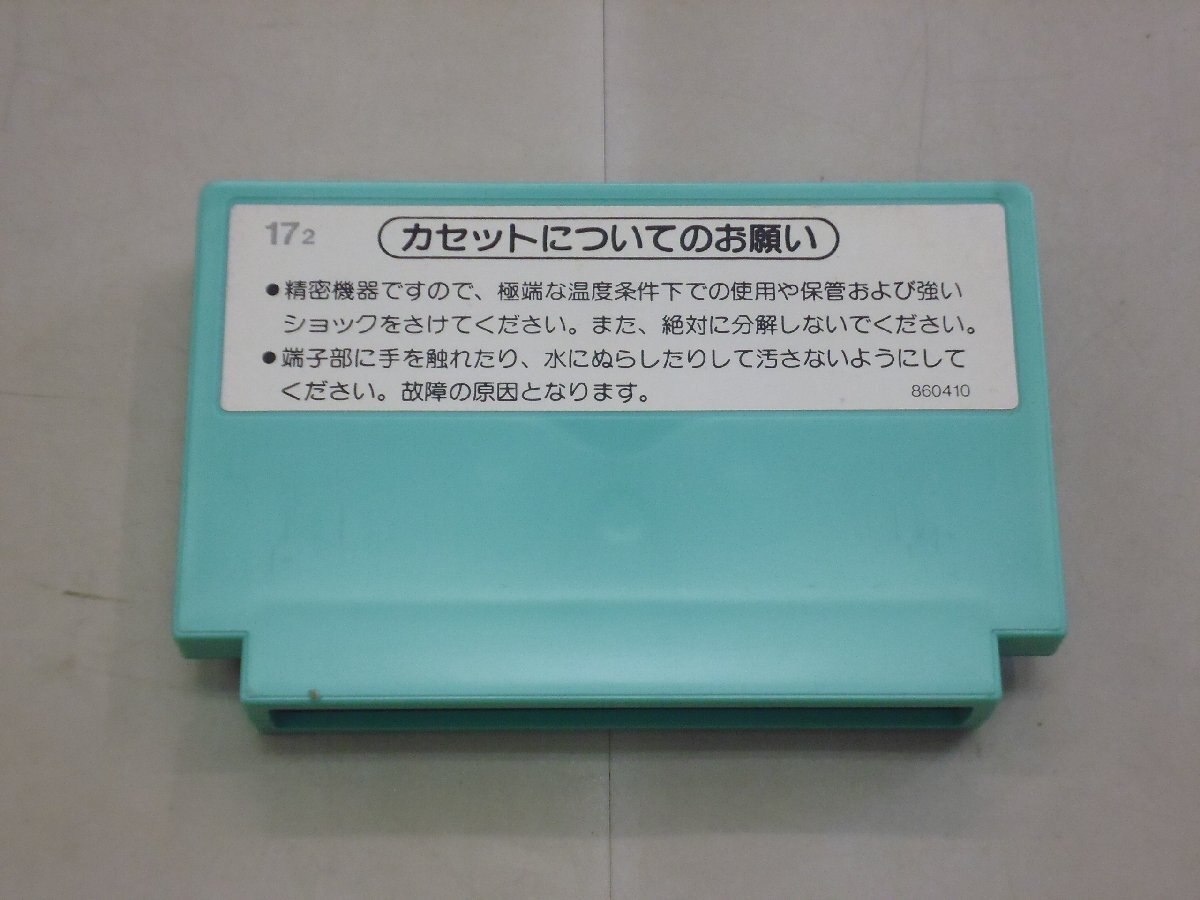 172
カセットについてのお願い
●精密機器ですので、極端な温度条件下での使用や保管および強い
ショックをさけてください。また、絶対に分解しないでください。
●端子部に手を触れたり、水にぬらしたりして汚さないようにして
ください。故障の原因となります。
860410